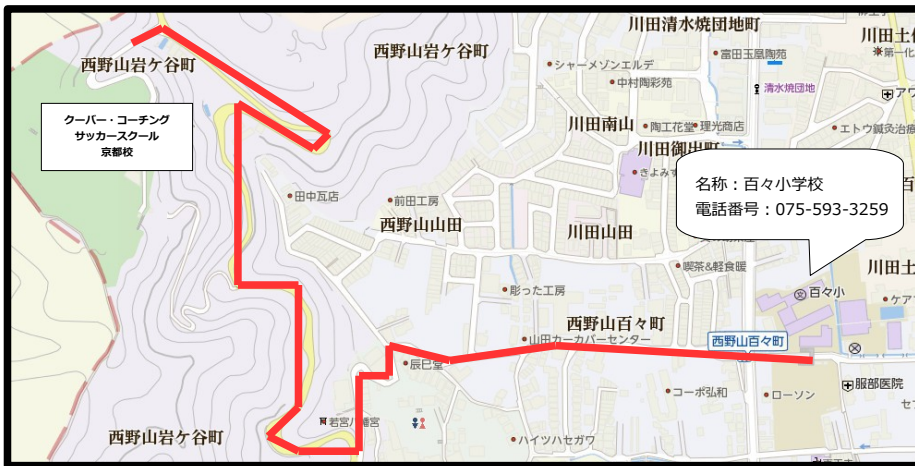 川田清水焼団地町
川田土
西野山岩ケ谷町
西野山岩ケ谷町
シャーメゾンエルデ
富田玉凰陶苑
第一化
中村陶彩苑
清水焼団地
クーバー・コーチング
サッカースクール
京都校
川田南山
陶工花堂
理光商店
エトウ鍼灸治療
川田御出町
きよみず
名称：百々小学校
電話番号：075-593-3259
田中瓦店
前田工房
西野山山田
川田山田
喫茶&軽食暖
川田土
百々小
ケア
彫った工房
西野山百々町
山田カーカバーセンター
西野山百々町
辰巳堂
コーポ弘和
ローソン
服部医院
若宮八幡宮
西野山岩ケ谷町
ハイツハセガワ